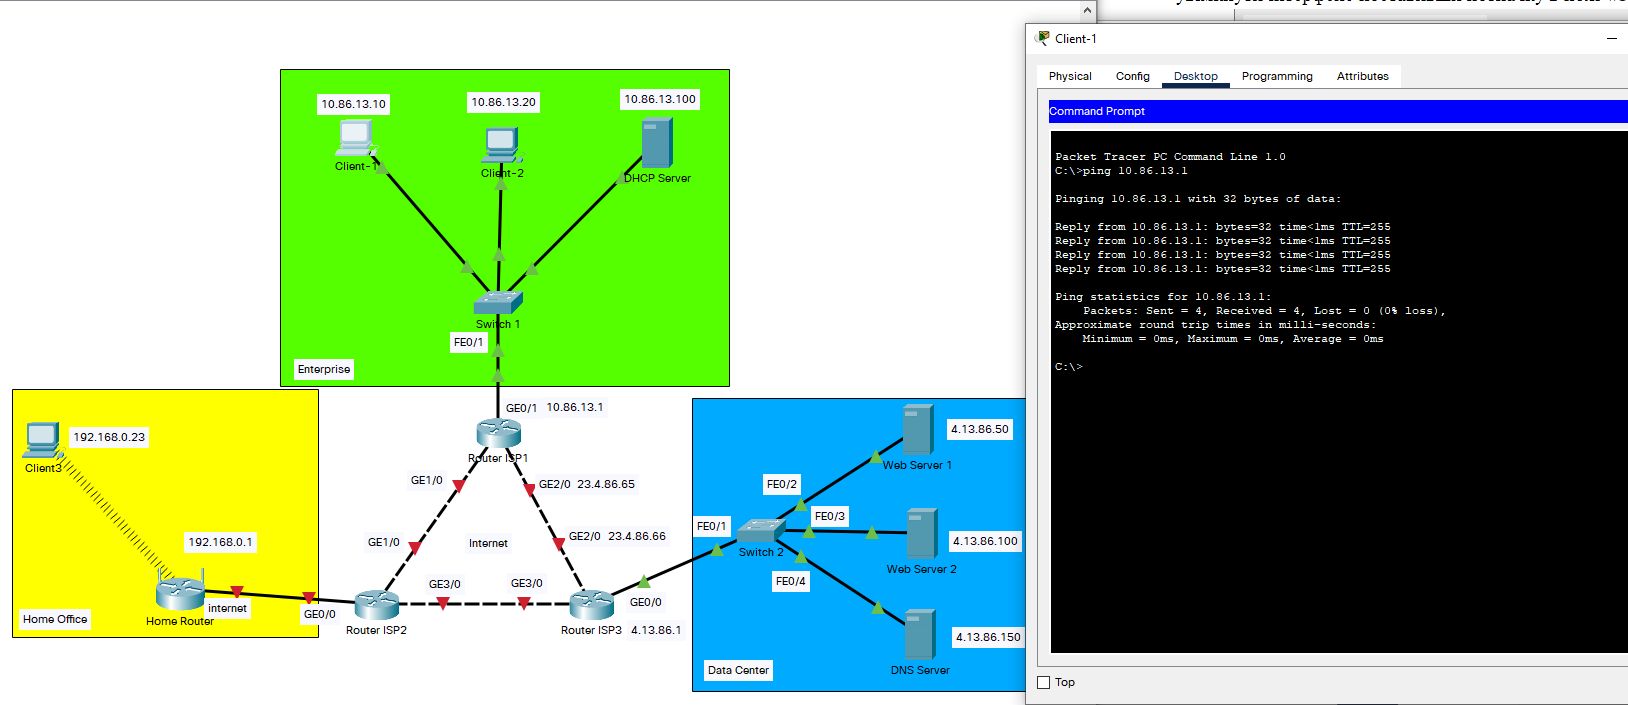 10.86.13.10
10.86.13.20
10.86.13.100
Client-1
Client-2
DHCP Server
Switch 1
FE0/1
Enterprise
GE0/1 10.86.13.1
Router ISP1
192.168.0.23
Client3
GE1/0
GE2/0 23.4.86.65
GE1/0
Internet
GE2/0 23.4.86.66
192.168.0.1
GE3/0
GE3/0
internet
GE0/0
GE0/0
Home Office
Home Router
Router ISP2
Router ISP3
4.13.86.1
4.13.86.50
Web Server 1
FE0/2
FE0/3
FE0/1
Switch 2
4.13.86.100
Web Server 2
FE0/4
4.13.86.150
DNS Server
Data Center
Client-1
Physical Config Desktop Programming Attributes
Command Prompt
Packet Tracer PC Command Line 1.0
C:\>ping 10.86.13.1
Pinging 10.86.13.1 with 32 bytes of data:
Reply from 10.86.13.1: bytes=32 time<1ms TTL=255
Reply from 10.86.13.1: bytes=32 time<1ms TTL=255
Reply from 10.86.13.1: bytes=32 time<1ms TTL=255
Reply from 10.86.13.1: bytes=32 time<1ms TTL=255
Ping statistics for 10.86.13.1:
Packets: Sent = 4, Received = 4, Lost = 0 (0% loss),
Approximate round trip times in milli-seconds:
Minimum = 0ms, Maximum = 0ms, Average = 0ms
C:\>
Top